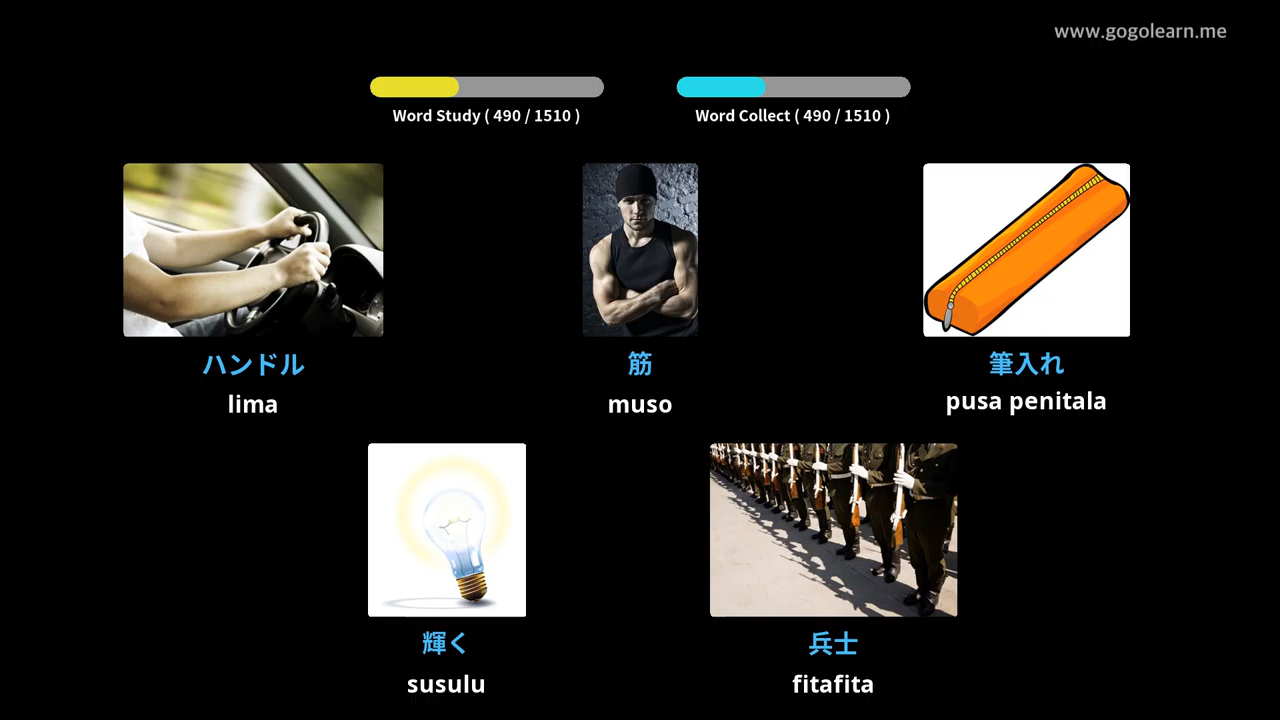 www.gogolearn.me
Word Study ( 490 / 1510 )
Word Collect ( 490 / 1510 )
ハンドル
lima
筋
muso
筆入れ
pusa penitala
輝く
susulu
兵士
fitafita